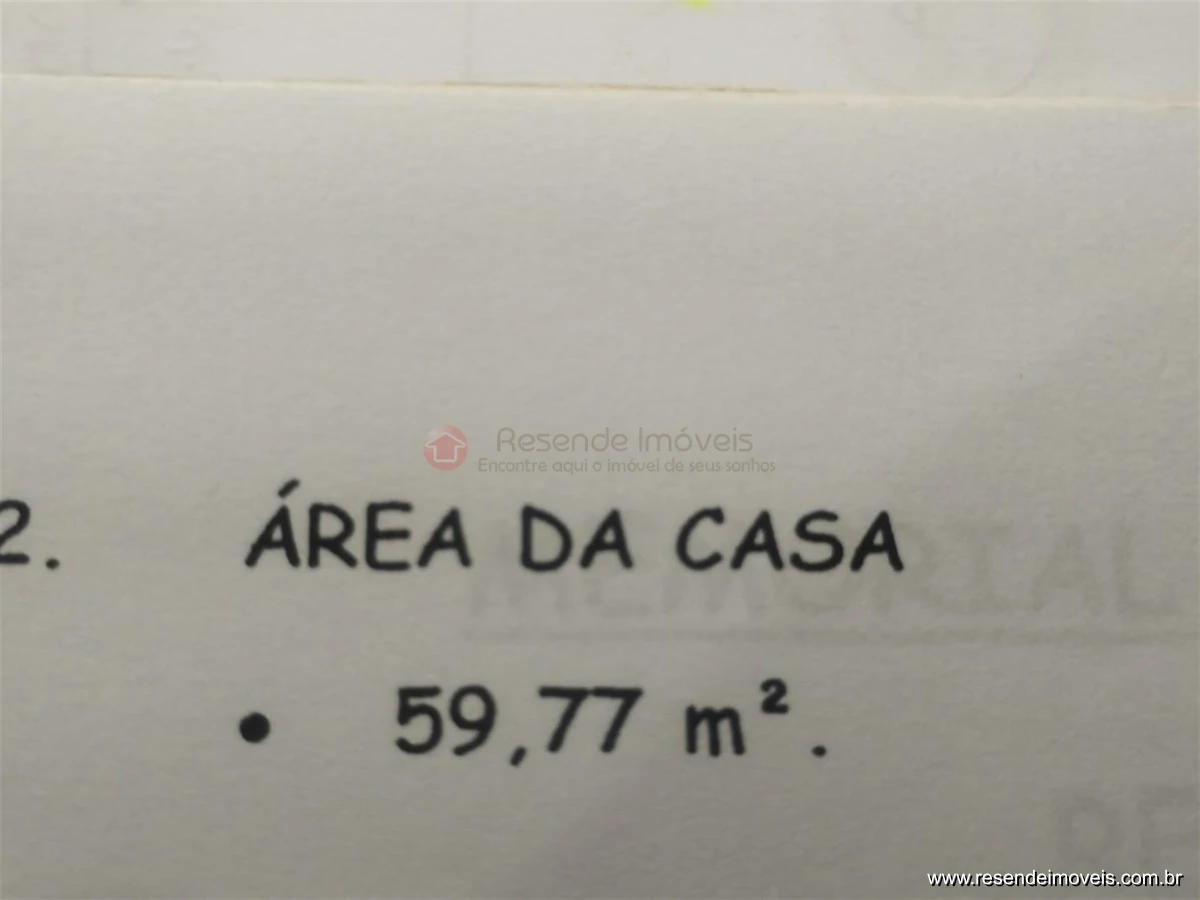 Resende Imóveis
Encontre aqui o imóvel de seus sonhos
2. ÁREA DA CASA
MEMORIAL
• 59,77 m².
www.resendeimoveis.com.br